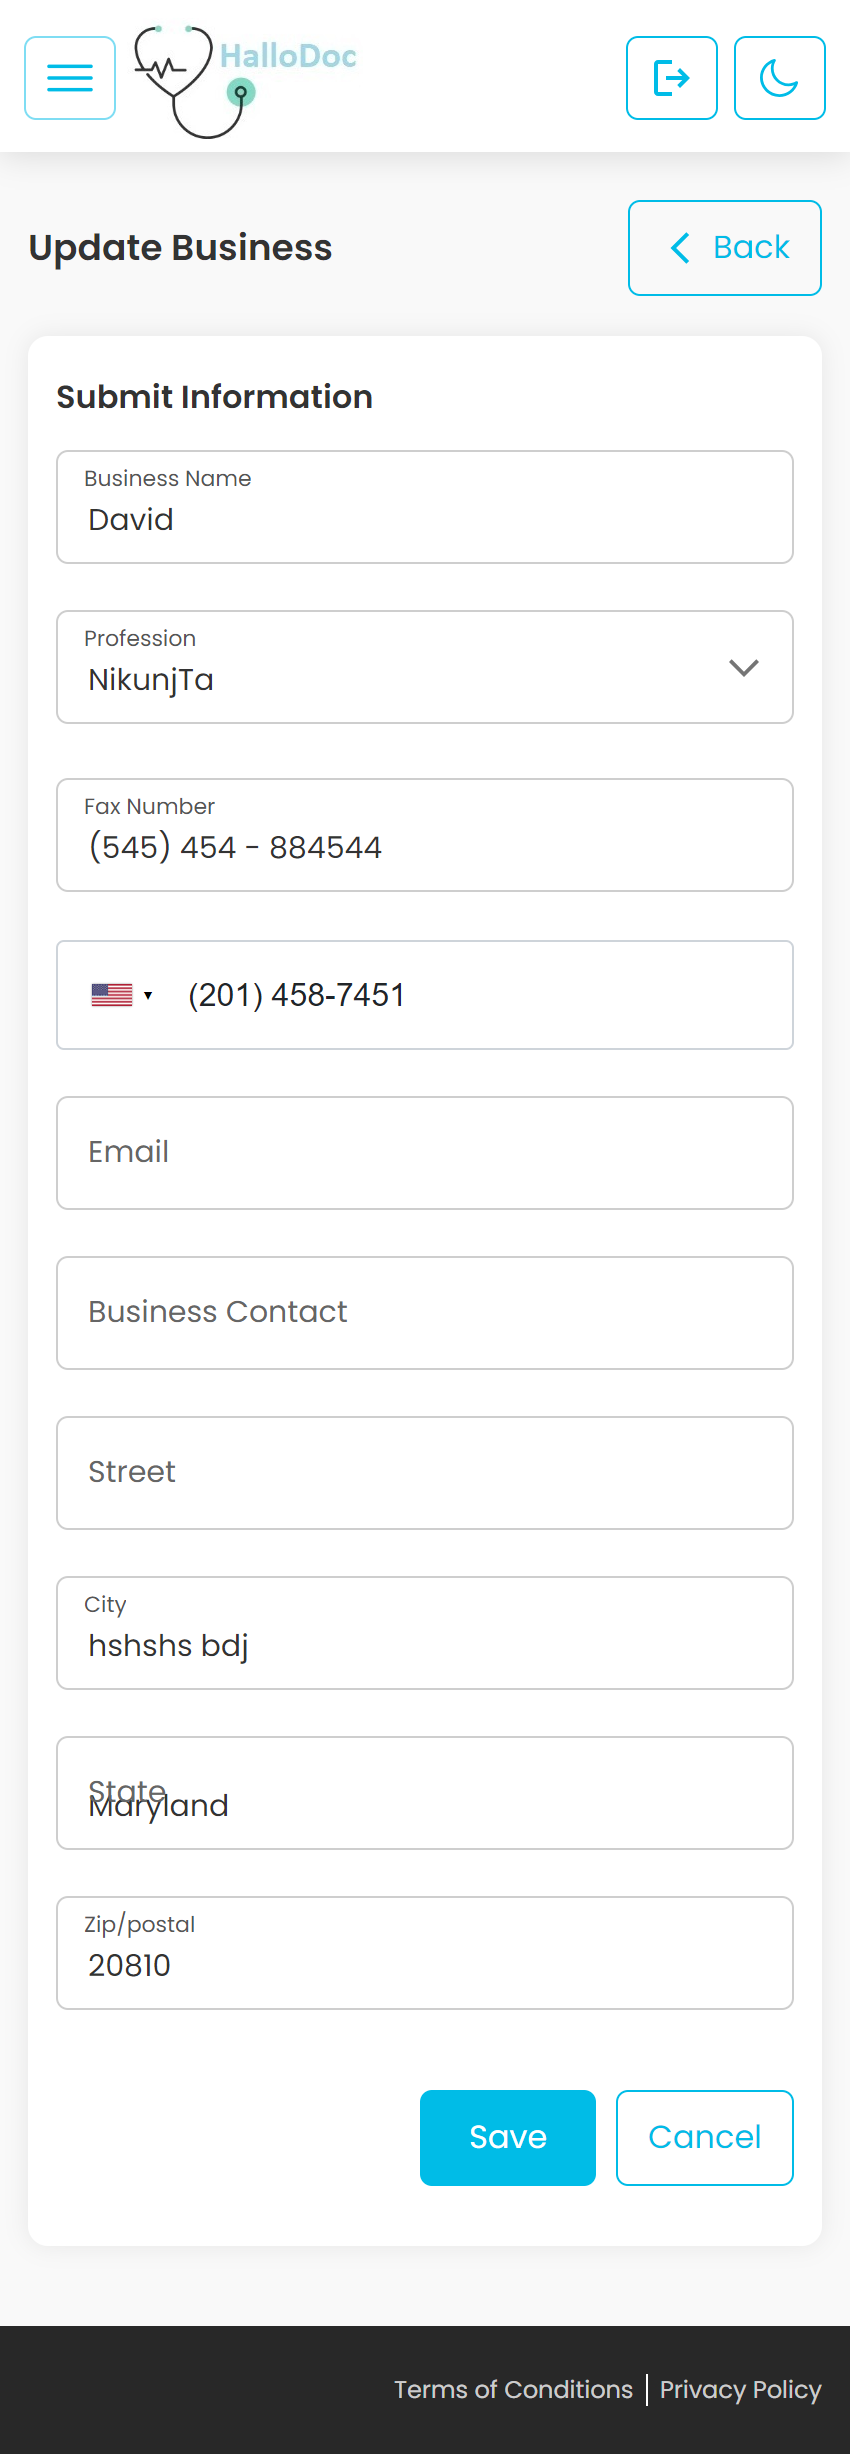 HalloDoc
Update Business
Back
Submit Information
Business Name
David
Profession
NikunjTa
Fax Number
(545) 454 - 884544
(201) 458-7451
Email
Business Contact
Street
City
hshshs bdj
State
Maryland
Zip/postal
20810
Save Cancel
Terms of Conditions Privacy Policy